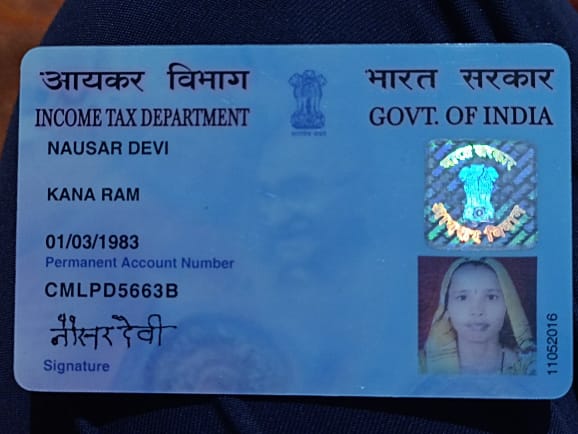 आयकर विभाग
INCOME TAX DEPARTMENT
भारत सरकार
GOVT. OF INDIA
NAUSAR DEVI
KANA RAM
01/03/1983
Permanent Account Number
CMLPD5663B
नौसर देवी
Signature
भारत सरकार
आयकर विभाग
11052016